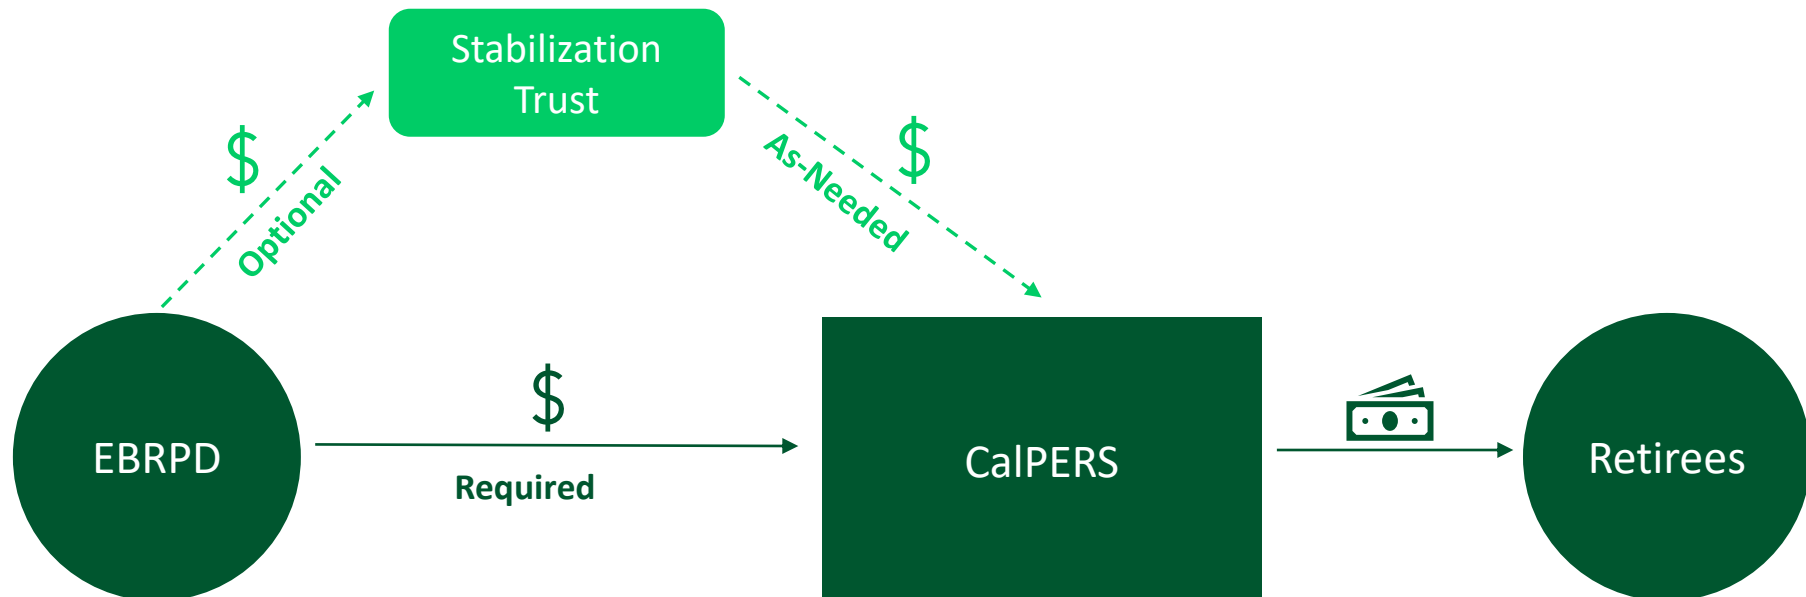 Stabilization
Trust
$
Optional
$
As-Needed
EBRPD
$
Required
CalPERS
Retirees